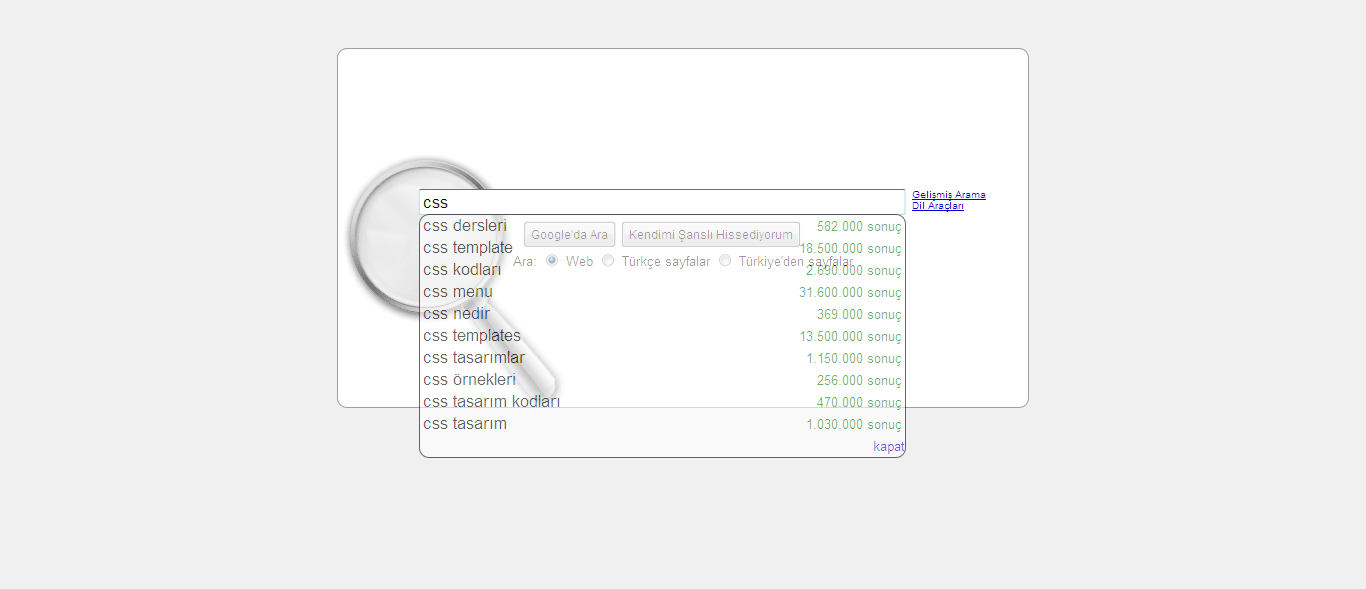 css
Gelişmiş Arama
Dil Araçları
css dersleri 582.000 sonuç
Google'da Ara Kendimi Şanslı Hissediyorum
css template 18.500.000 sonuç
Ara: Web Türkçe sayfalar Türkiye'den sayfalar
css kodları 2.690.000 sonuç
css menu 31.600.000 sonuç
css nedir 369.000 sonuç
css templates 13.500.000 sonuç
css tasarımlar 1.150.000 sonuç
css örnekleri 256.000 sonuç
css tasarım kodları 470.000 sonuç
css tasarım 1.030.000 sonuç
kapat